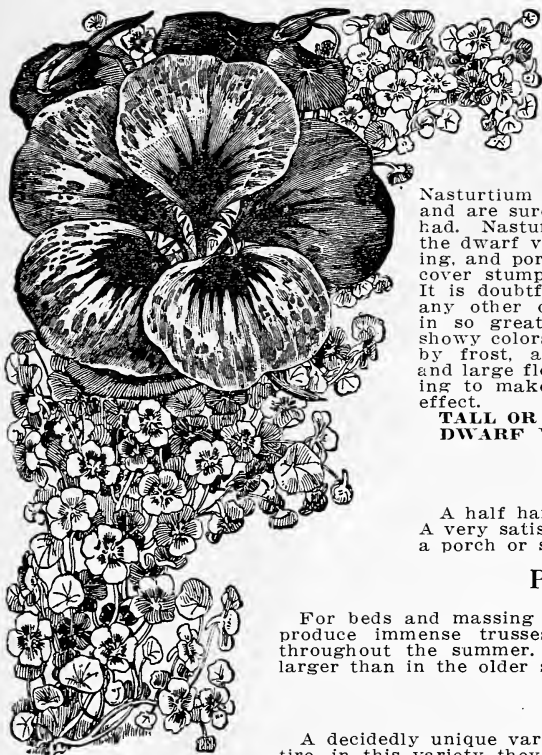 Nasturtium
and are sure
had. Nastur
the dwarf v
ing, and por
cover stump
It is doubtf
any other c
in so great
showy colors
by frost, a
and large flo
ing to make
effect.
TALL OR
DWARF
A half ha
A very satis
a porch or s
P
For beds and massing
produce immense trusses
throughout the summer.
larger than in the older s
A decidedly unique var
tire, in this variety they